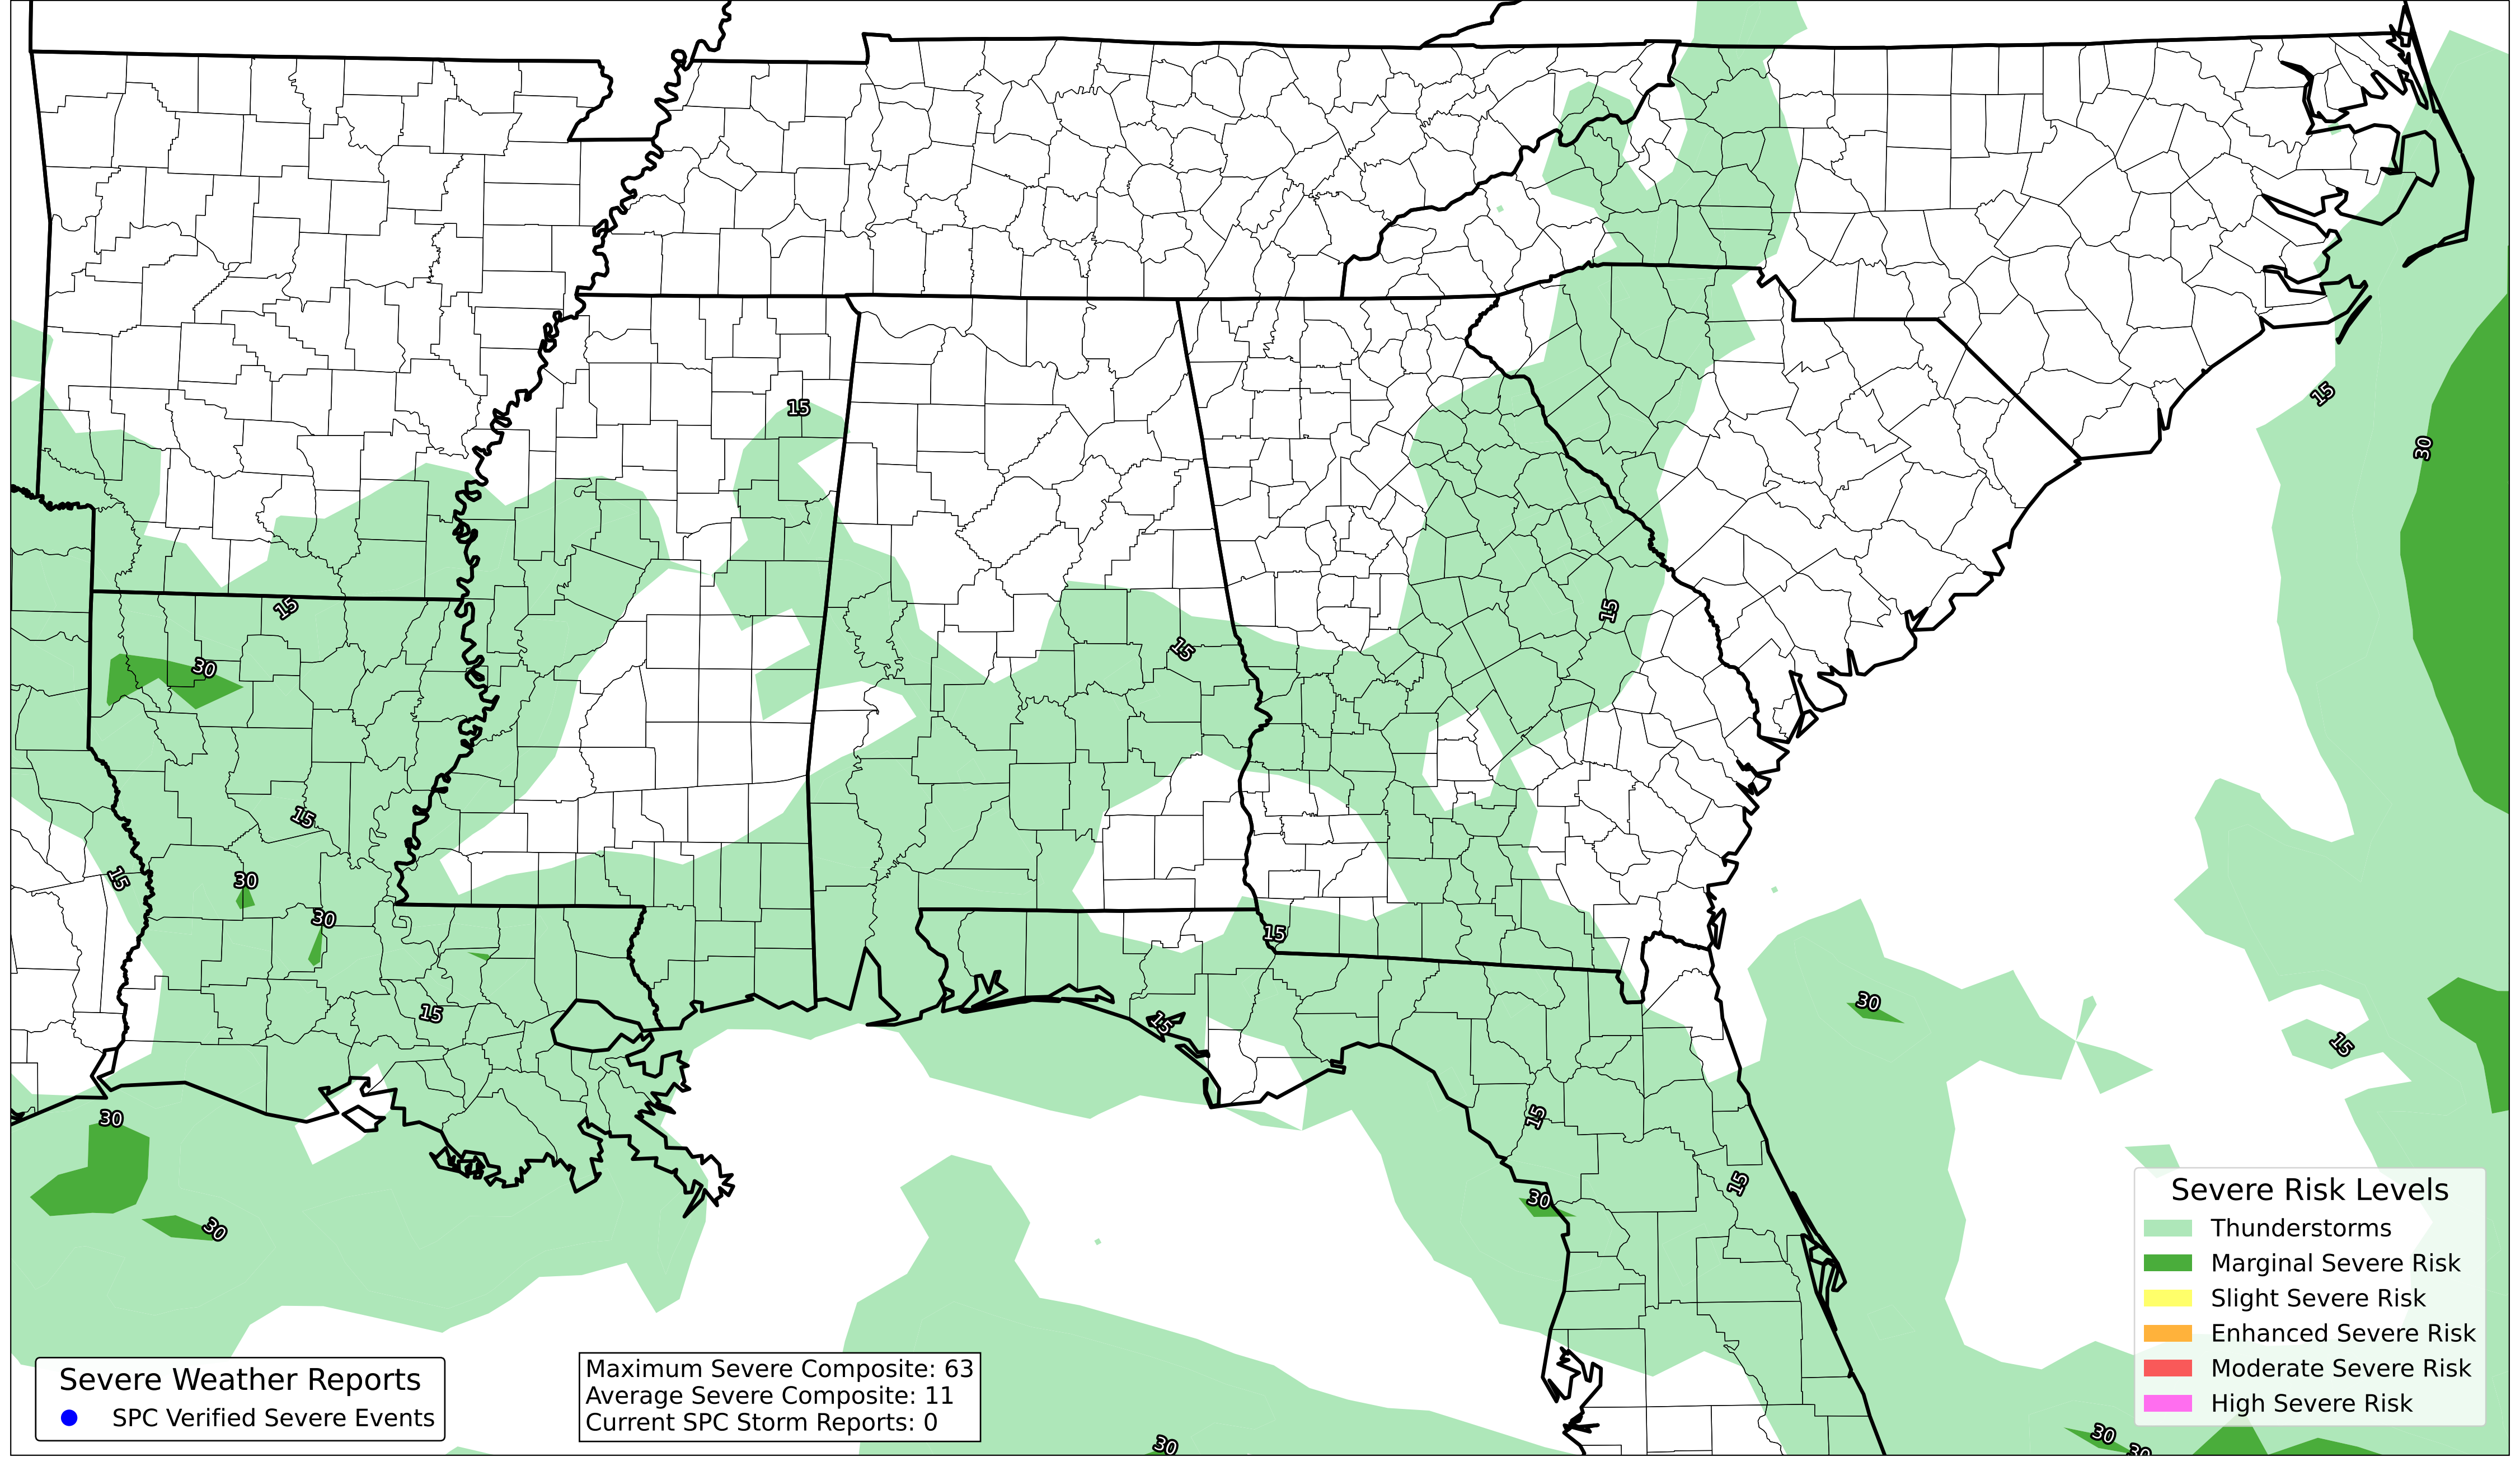 15
15
30
15
15
30
15
15
30
15
30
15
15
30
15
15
30
15
30
15
15
30
30
30
30
30
Severe Risk Levels
Thunderstorms
Marginal Severe Risk
Slight Severe Risk
Enhanced Severe Risk
Moderate Severe Risk
High Severe Risk
Severe Weather Reports
SPC Verified Severe Events
Maximum Severe Composite: 63
Average Severe Composite: 11
Current SPC Storm Reports: 0